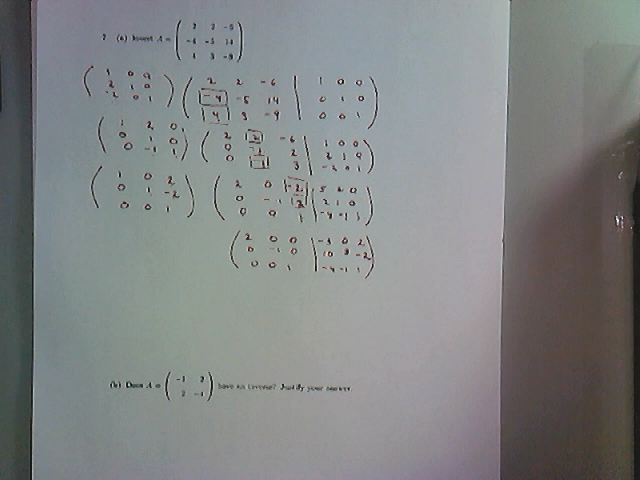 7. (a) Invert A = ( 2 2 -6
-4 -5 14
4 3 -9 )
( 1 0 0 ( 2 2 -6 | 1 0 0
2 1 0 -4 -5 14 | 0 1 0
-2 0 1 ) 4 3 -9 | 0 0 1 )
( 1 2 0 ( 2 2 -6 | 1 0 0
0 1 0 0 -1 2 | 2 1 0
0 -1 1 ) 0 -1 3 | -2 0 1 )
( 1 0 2 ( 2 0 -2 | 5 2 0
0 1 -2 0 -1 2 | 2 1 0
0 0 1 ) 0 0 1 | -4 -1 1 )
( 2 0 0 | -3 0 2
0 -1 0 | 10 3 -2
0 0 1 | -4 -1 1 )
(b) Does A = ( -1 2
2 -4 ) have an inverse? Justify your answer.